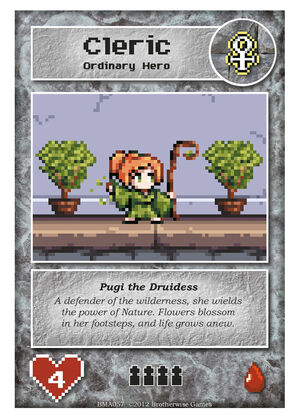 Cleric
Ordinary Hero
Pugi the Druidess
A defender of the wilderness, she wields
the power of Nature. Flowers blossom
in her footsteps, and life grows anew.
4
BMA057 ©2012 Brotherwise Games